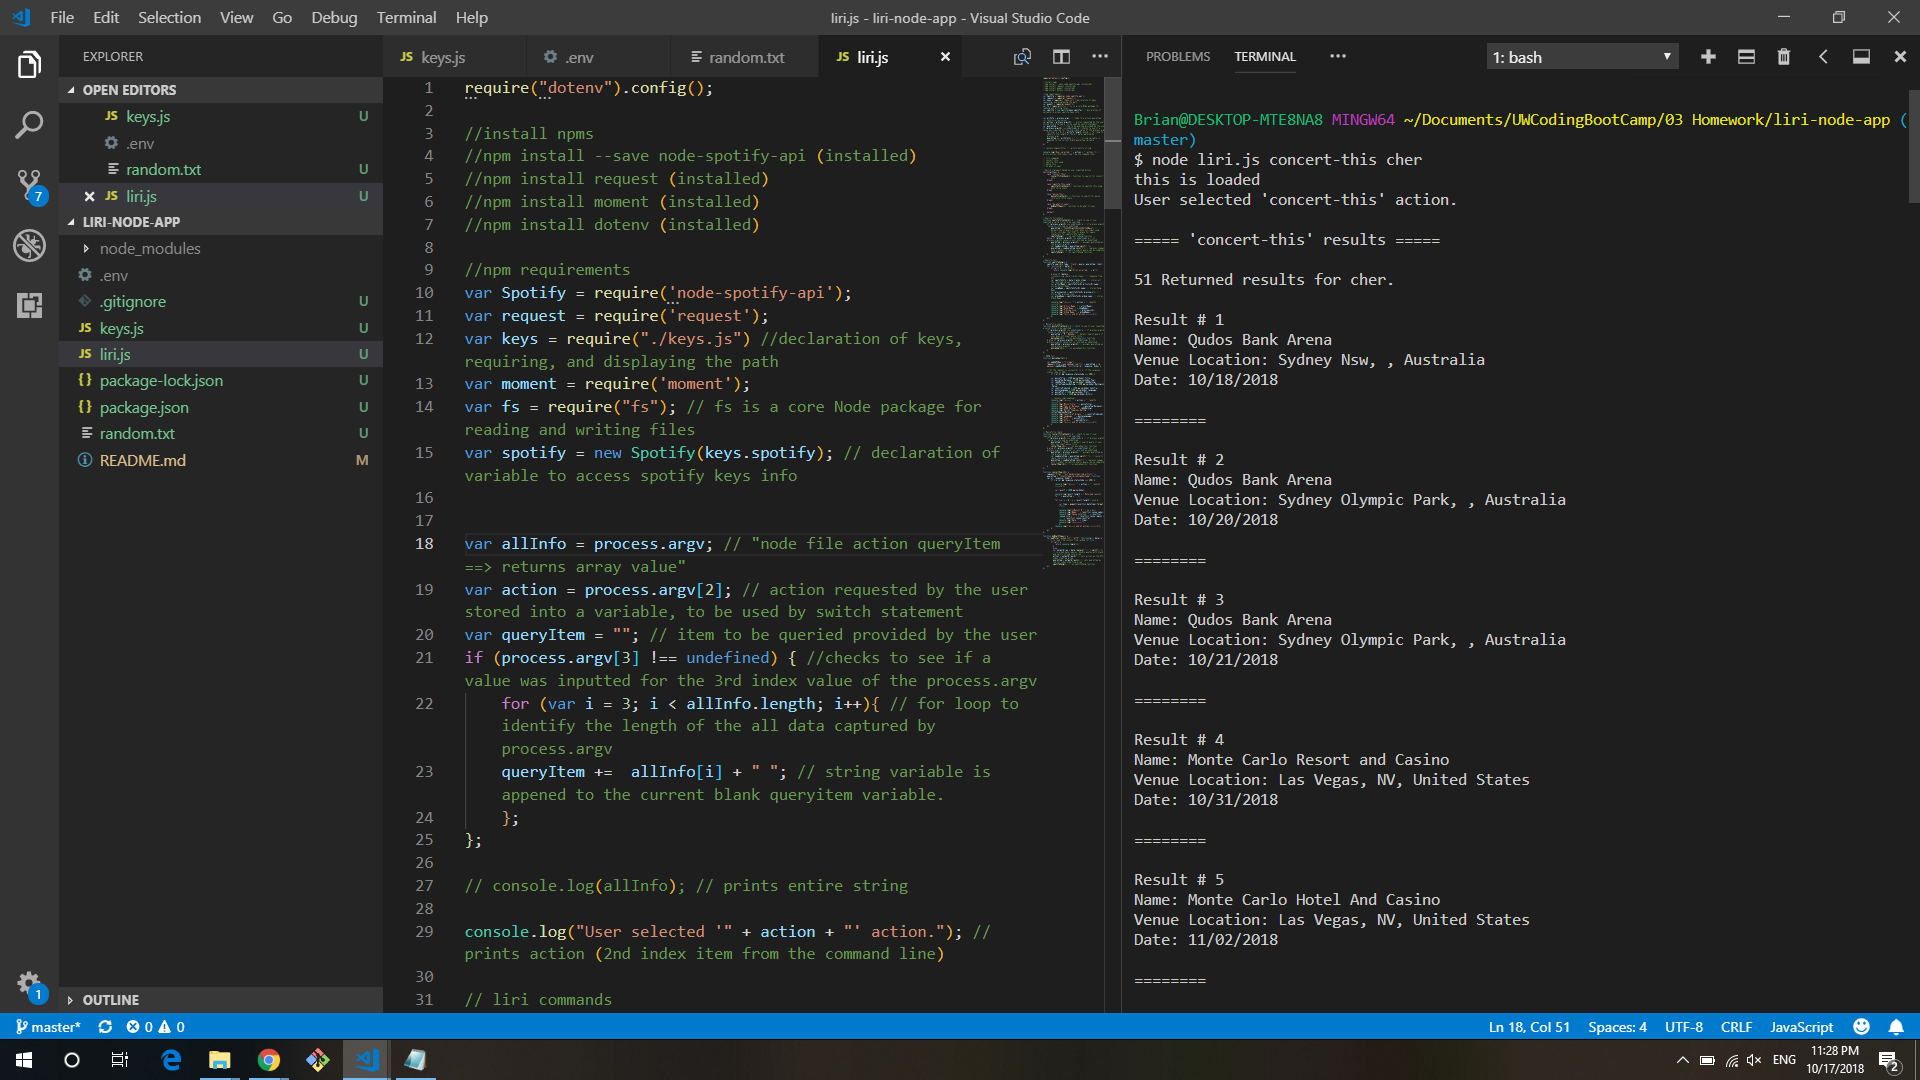 File Edit Selection View Go Debug Terminal Help
liri.js - liri-node-app - Visual Studio Code
EXPLORER
OPEN EDITORS
JS keys.js U
.env
random.txt U
JS liri.js U
LIRI-NODE-APP
node_modules
.env
.gitignore U
JS keys.js U
JS liri.js U
{} package-lock.json U
{} package.json U
random.txt U
README.md M
OUTLINE
7
1
JS keys.js
.env
random.txt
JS liri.js
1 require("dotenv").config();
2
3 //install npms
4 //npm install --save node-spotify-api (installed)
5 //npm install request (installed)
6 //npm install moment (installed)
7 //npm install dotenv (installed)
8
9 //npm requirements
10 var Spotify = require('node-spotify-api');
11 var request = require('request');
12 var keys = require("./keys.js") //declaration of keys,
requiring, and displaying the path
13 var moment = require('moment');
14 var fs = require("fs"); // fs is a core Node package for
reading and writing files
15 var spotify = new Spotify(keys.spotify); // declaration of
variable to access spotify keys info
16
17
18 var allInfo = process.argv; // "node file action queryItem
==> returns array value"
19 var action = process.argv[2]; // action requested by the user
stored into a variable, to be used by switch statement
20 var queryItem = ""; // item to be queried provided by the user
21 if (process.argv[3] !== undefined) { //checks to see if a
value was inputted for the 3rd index value of the process.argv
22 for (var i = 3; i < allInfo.length; i++){ // for loop to
identify the length of the all data captured by
process.argv
23 queryItem +=  allInfo[i] + " "; // string variable is
appened to the current blank queryitem variable.
24 };
25 };
26
27 // console.log(allInfo); // prints entire string
28
29 console.log("User selected '" + action + "' action."); //
prints action (2nd index item from the command line)
30
31 // liri commands
PROBLEMS TERMINAL
1: bash
Brian@DESKTOP-MTE8NA8 MINGW64 ~/Documents/UWCodingBootCamp/03 Homework/liri-node-app (
master)
$ node liri.js concert-this cher
this is loaded
User selected 'concert-this' action.
===== 'concert-this' results =====
51 Returned results for cher.
Result # 1
Name: Qudos Bank Arena
Venue Location: Sydney Nsw, , Australia
Date: 10/18/2018
========
Result # 2
Name: Qudos Bank Arena
Venue Location: Sydney Olympic Park, , Australia
Date: 10/20/2018
========
Result # 3
Name: Qudos Bank Arena
Venue Location: Sydney Olympic Park, , Australia
Date: 10/21/2018
========
Result # 4
Name: Monte Carlo Resort and Casino
Venue Location: Las Vegas, NV, United States
Date: 10/31/2018
========
Result # 5
Name: Monte Carlo Hotel And Casino
Venue Location: Las Vegas, NV, United States
Date: 11/02/2018
========
master* 0 0
Ln 18, Col 51 Spaces: 4 UTF-8 CRLF JavaScript
ENG
11:28 PM
10/17/2018
2